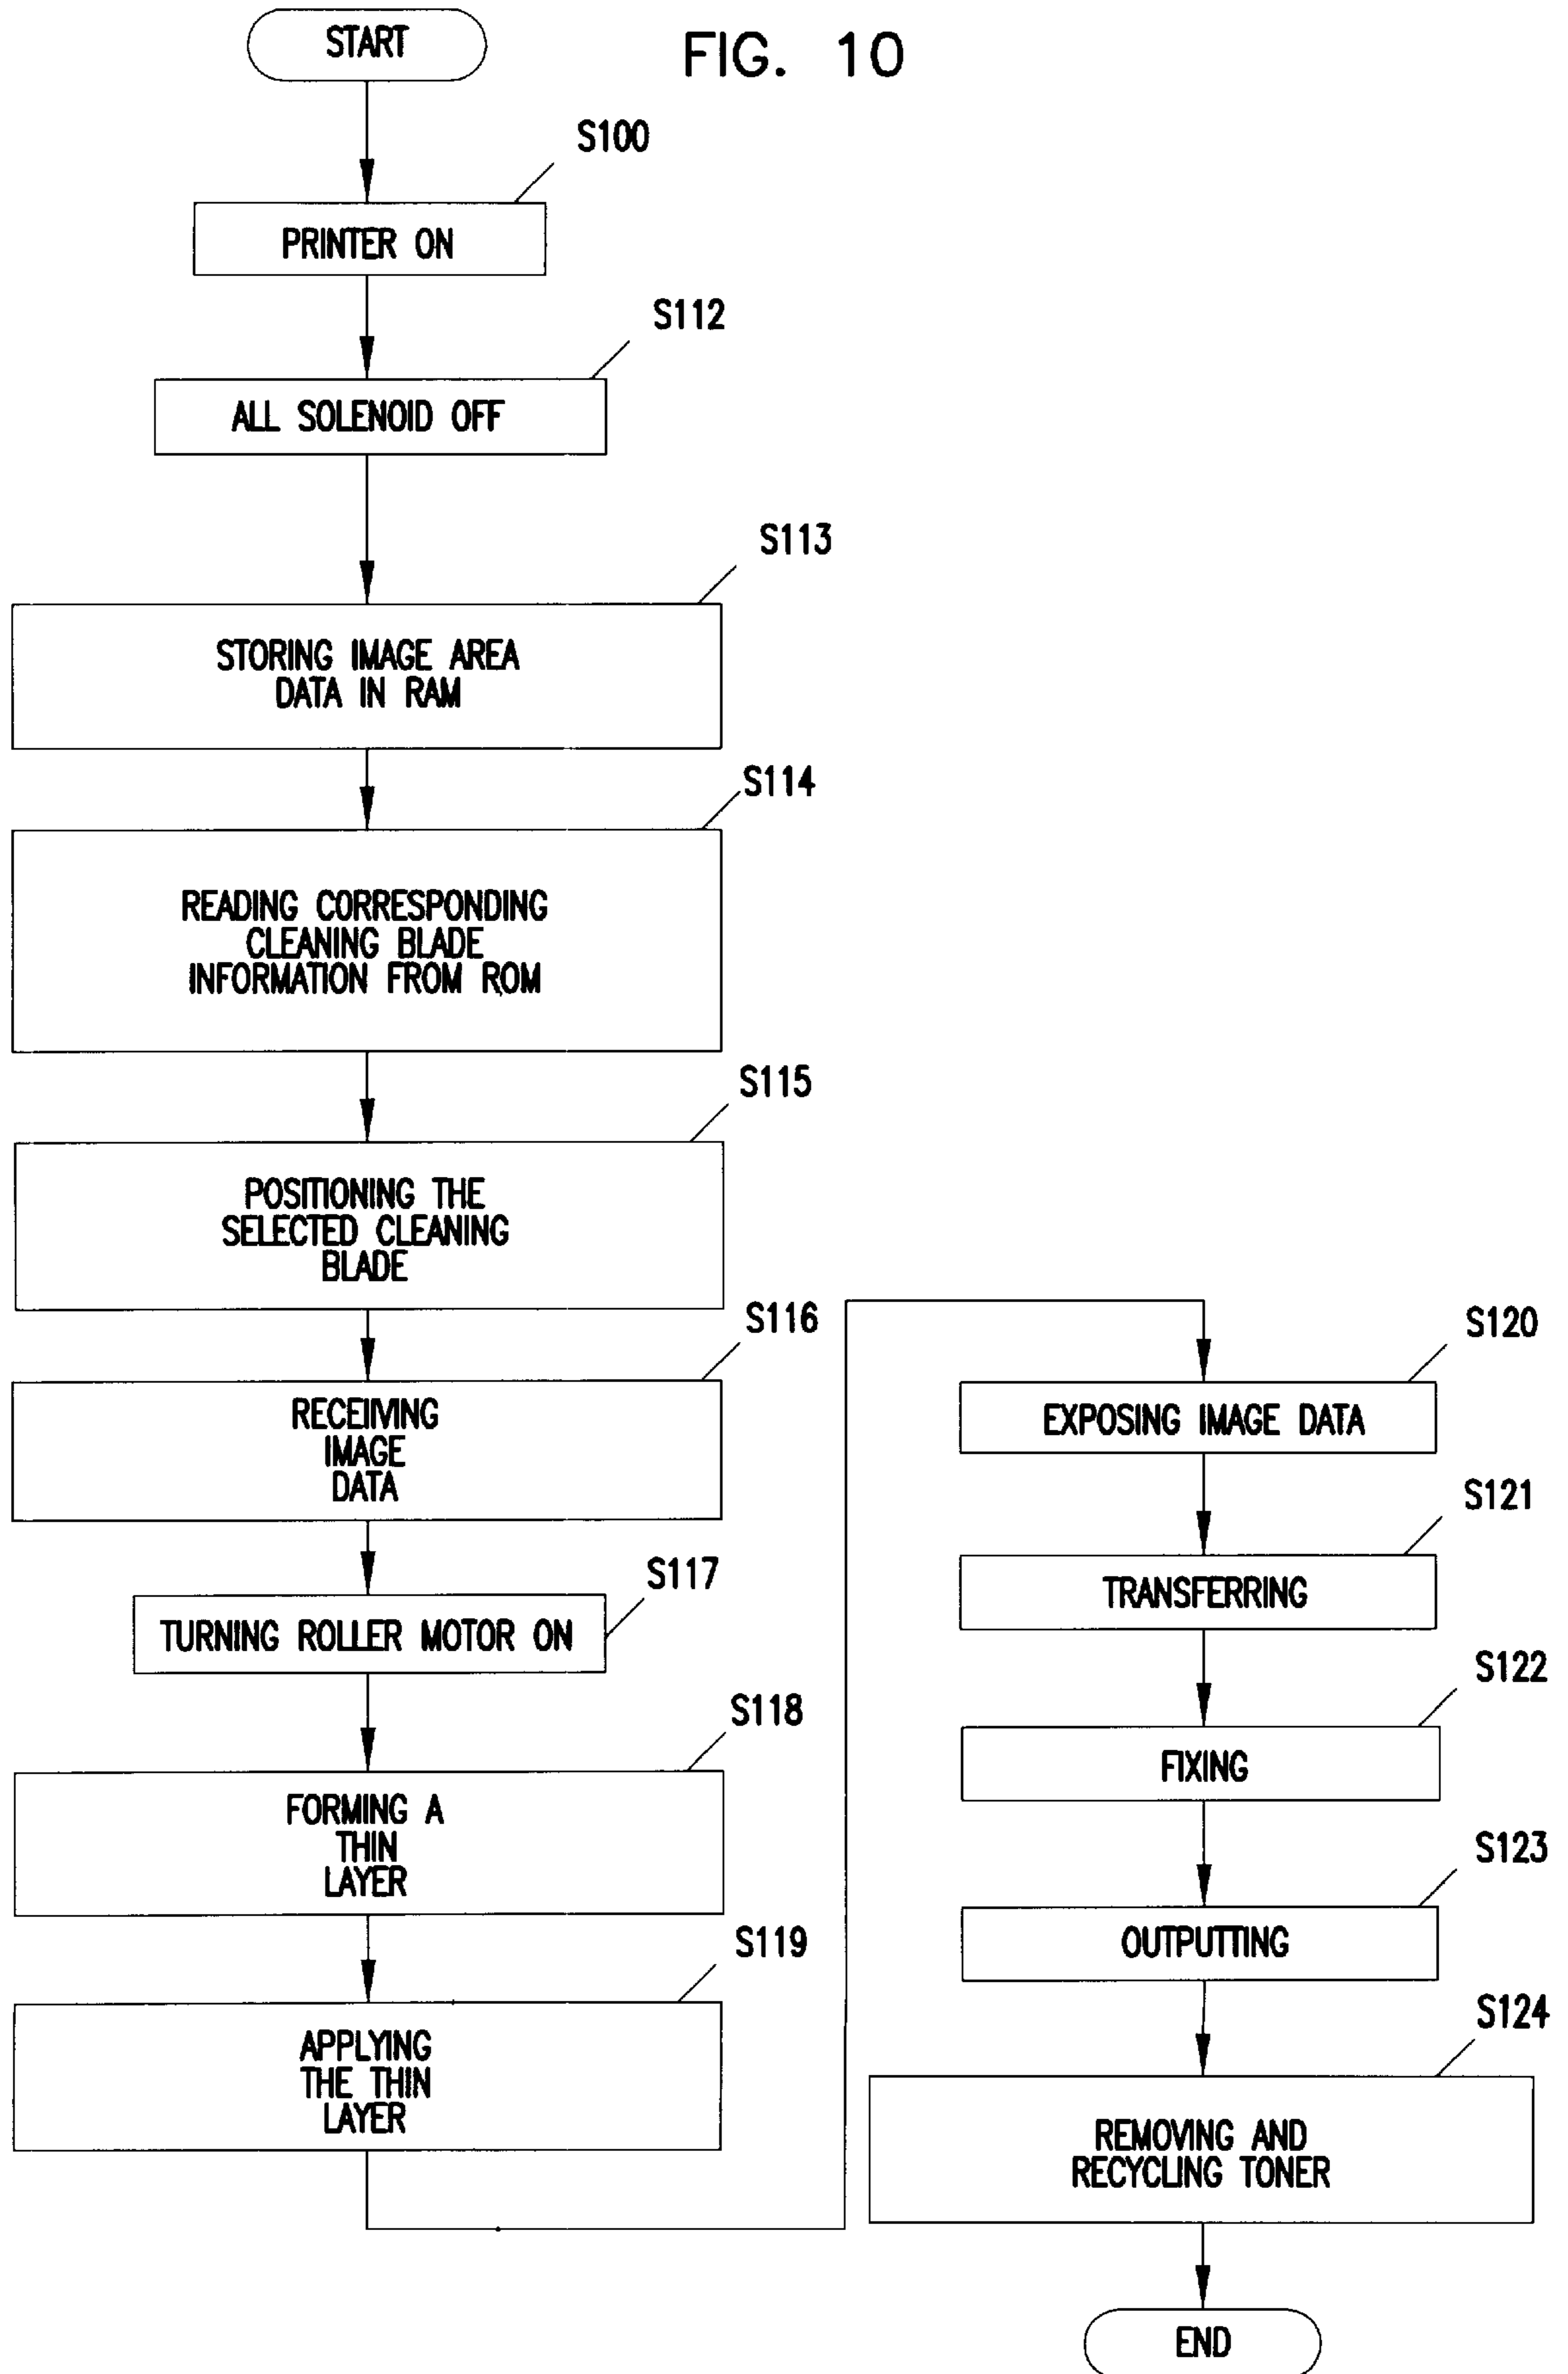 START
FIG. 10
S100
PRINTER ON
S112
ALL SOLENOID OFF
S113
STORING IMAGE AREA
DATA IN RAM
S114
READING CORRESPONDING
CLEANING BLADE
INFORMATION FROM ROM
S115
POSITIONING THE
SELECTED CLEANING
BLADE
S116
RECEIVING
IMAGE
DATA
S117
TURNING ROLLER MOTOR ON
S118
FORMING A
THIN
LAYER
S119
APPLYING
THE THIN
LAYER
S120
EXPOSING IMAGE DATA
S121
TRANSFERRING
S122
FIXING
S123
OUTPUTTING
S124
REMOVING AND
RECYCLING TONER
END